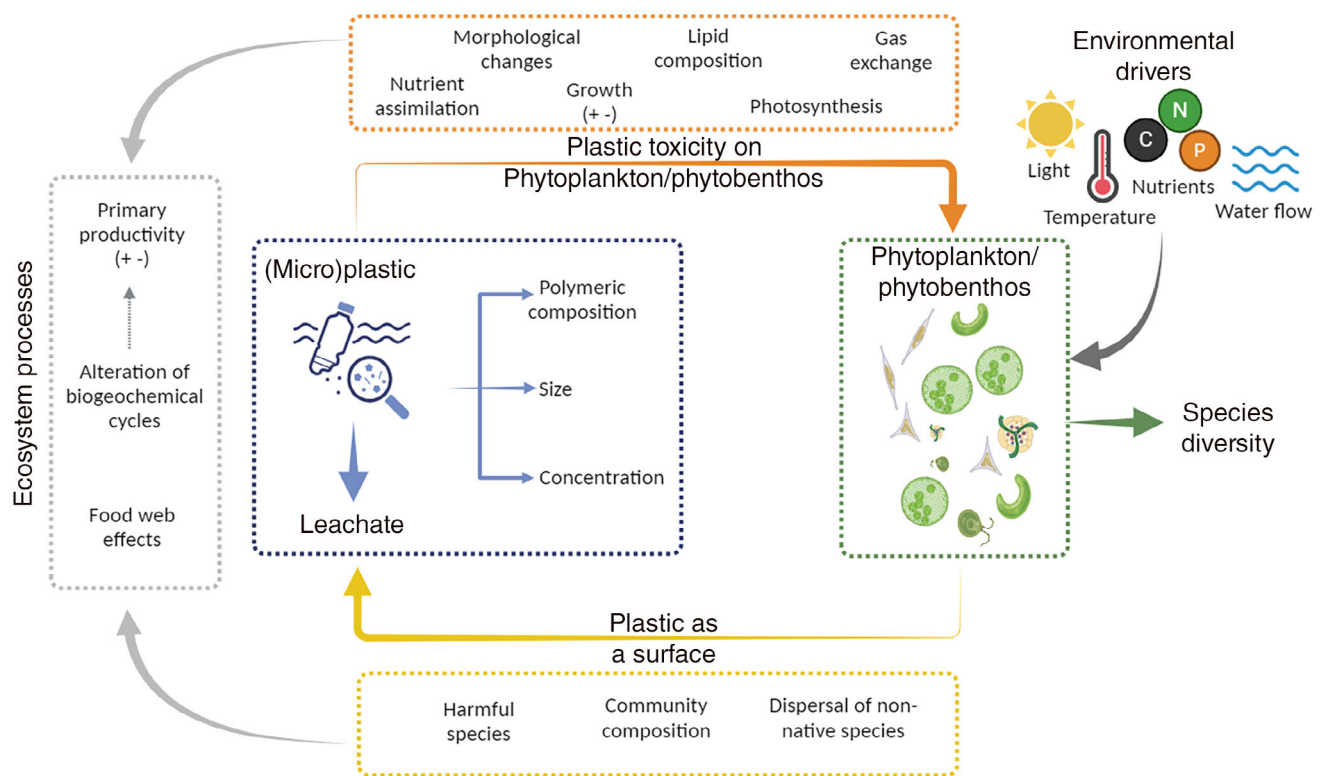 Morphological
changes
Lipid
composition
Gas
exchange
Nutrient
assimilation
Growth
(+ -)
Photosynthesis
Environmental
drivers
N
C
P
Light
Nutrients
Temperature
Water flow
Plastic toxicity on
Phytoplankton/phytobenthos
Ecosystem processes
Primary
productivity
(+ -)
Alteration of
biogeochemical
cycles
Food web
effects
(Micro)plastic
Polymeric
composition
Size
Concentration
Leachate
Phytoplankton/
phytobenthos
Species
diversity
Plastic as
a surface
Harmful
species
Community
composition
Dispersal of non-
native species